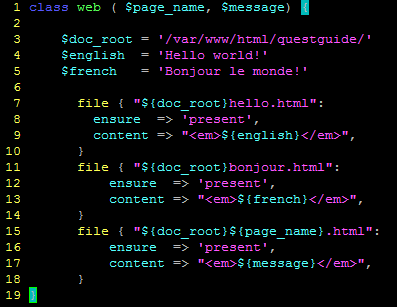 1 class web ( $page_name, $message) {
2
3     $doc_root = '/var/www/html/questguide/'
4     $english  = 'Hello world!'
5     $french   = 'Bonjour le monde!'
6
7       file { "${doc_root}hello.html":
8         ensure  => 'present',
9         content => "<em>${english}</em>",
10       }
11       file { "${doc_root}bonjour.html":
12           ensure  => 'present',
13           content => "<em>${french}</em>",
14       }
15       file { "${doc_root}${page_name}.html":
16           ensure  => 'present',
17           content => "<em>${message}</em>",
18       }
19 }